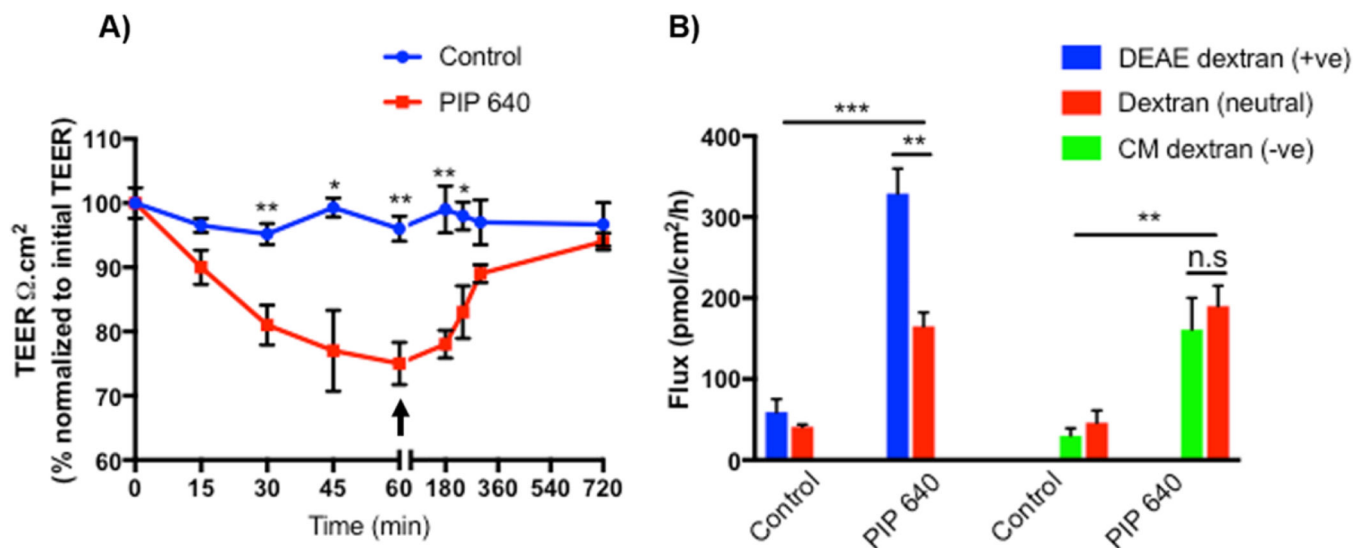 A)
Control
PIP 640
TEER Ω.cm²
(% normalized to initial TEER)
110
100
90
80
70
60
** * ** ** *
0 15 30 45 60 180 360 540 720
Time (min)
B)
DEAE dextran (+ve)
Dextran (neutral)
CM dextran (-ve)
Flux (pmol/cm²/h)
400
300
200
100
0
***
**
**
n.s
Control
PIP 640
Control
PIP 640